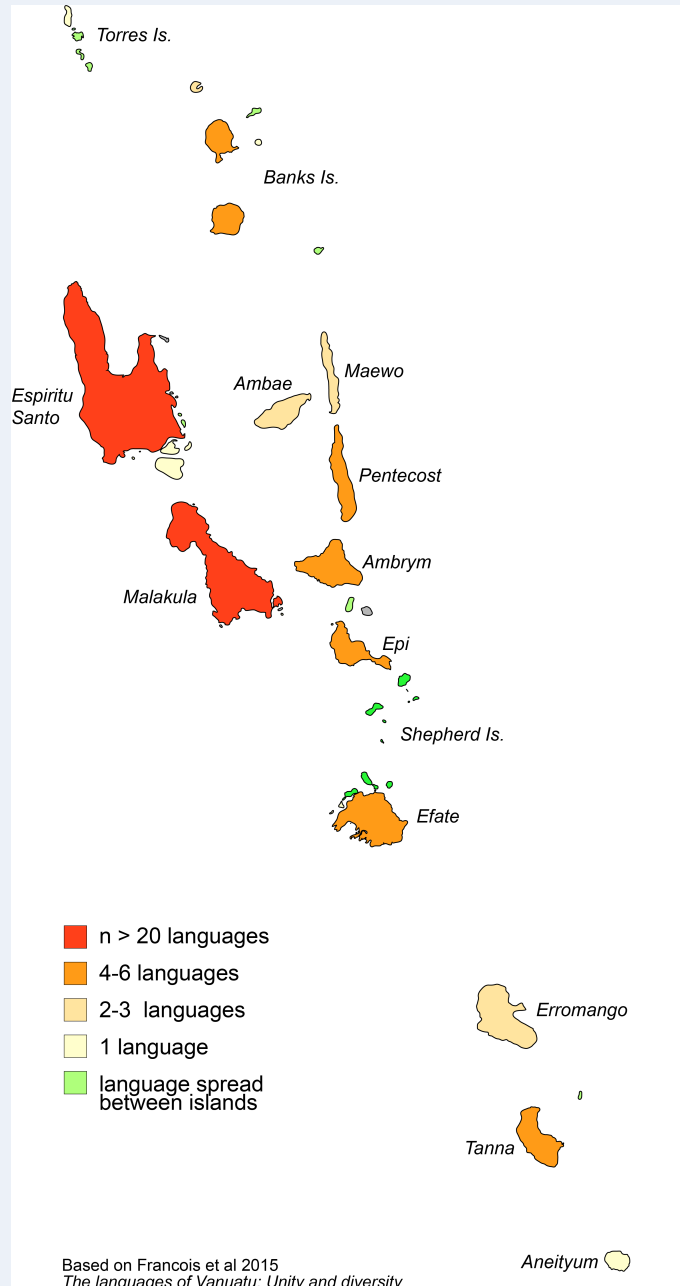 Torres Is.
Banks Is.
Maewo
Ambae
Espiritu
Santo
Pentecost
Ambrym
Malakula
Epi
Shepherd Is.
Efate
n > 20 languages
4-6 languages
2-3  languages
1 language
language spread
between islands
Erromango
Tanna
Aneityum
Based on Francois et al 2015
The languages of Vanuatu: Unity and diversity